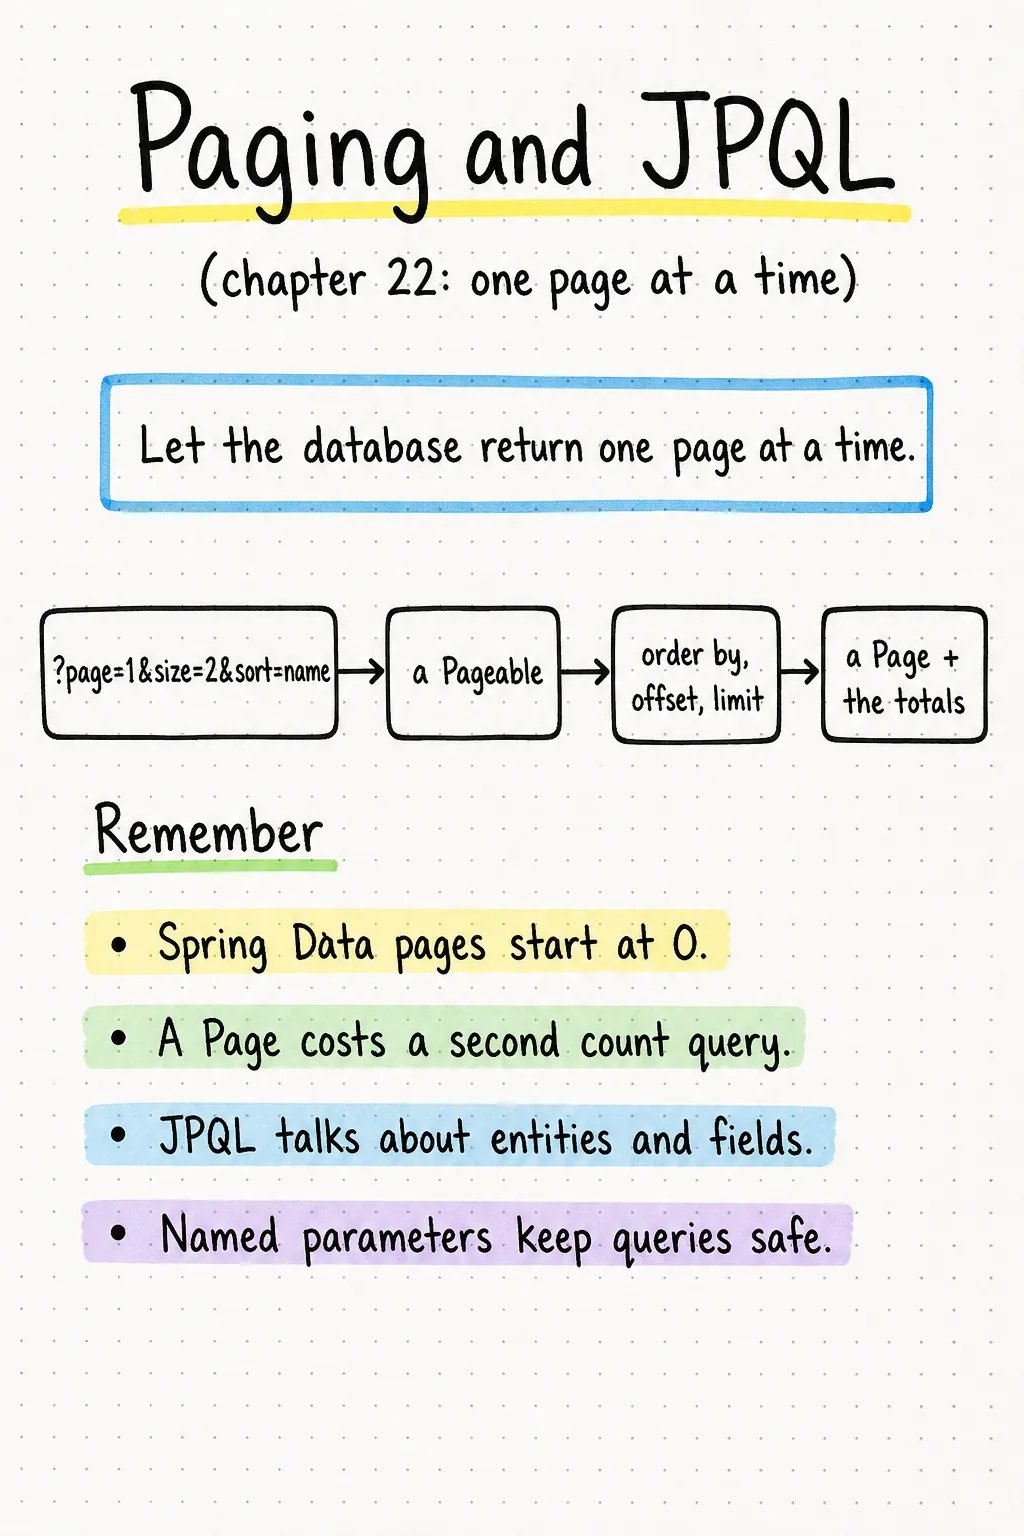 Paging and JPQL
(chapter 22: one page at a time)
Let the database return one page at a time.
?page=1&size=2&sort=name
a Pageable
order by,
offset, limit
a Page +
the totals
Remember
• Spring Data pages start at 0.
• A Page costs a second count query.
• JPQL talks about entities and fields.
• Named parameters keep queries safe.